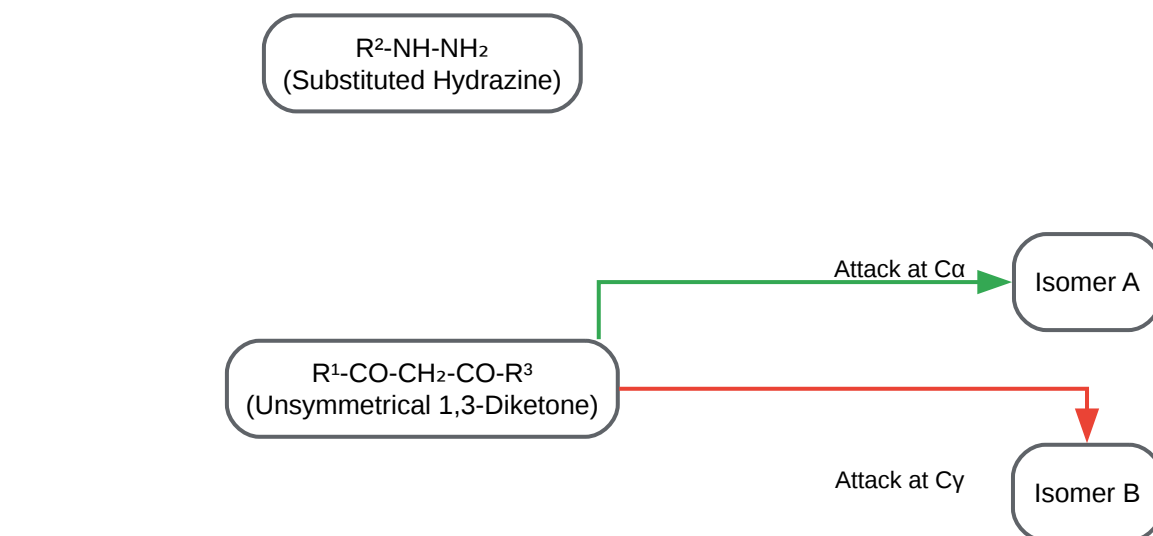 R²-NH-NH₂
(Substituted Hydrazine)
Attack at Cα
Isomer A
R¹-CO-CH₂-CO-R³
(Unsymmetrical 1,3-Diketone)
Attack at Cγ
Isomer B